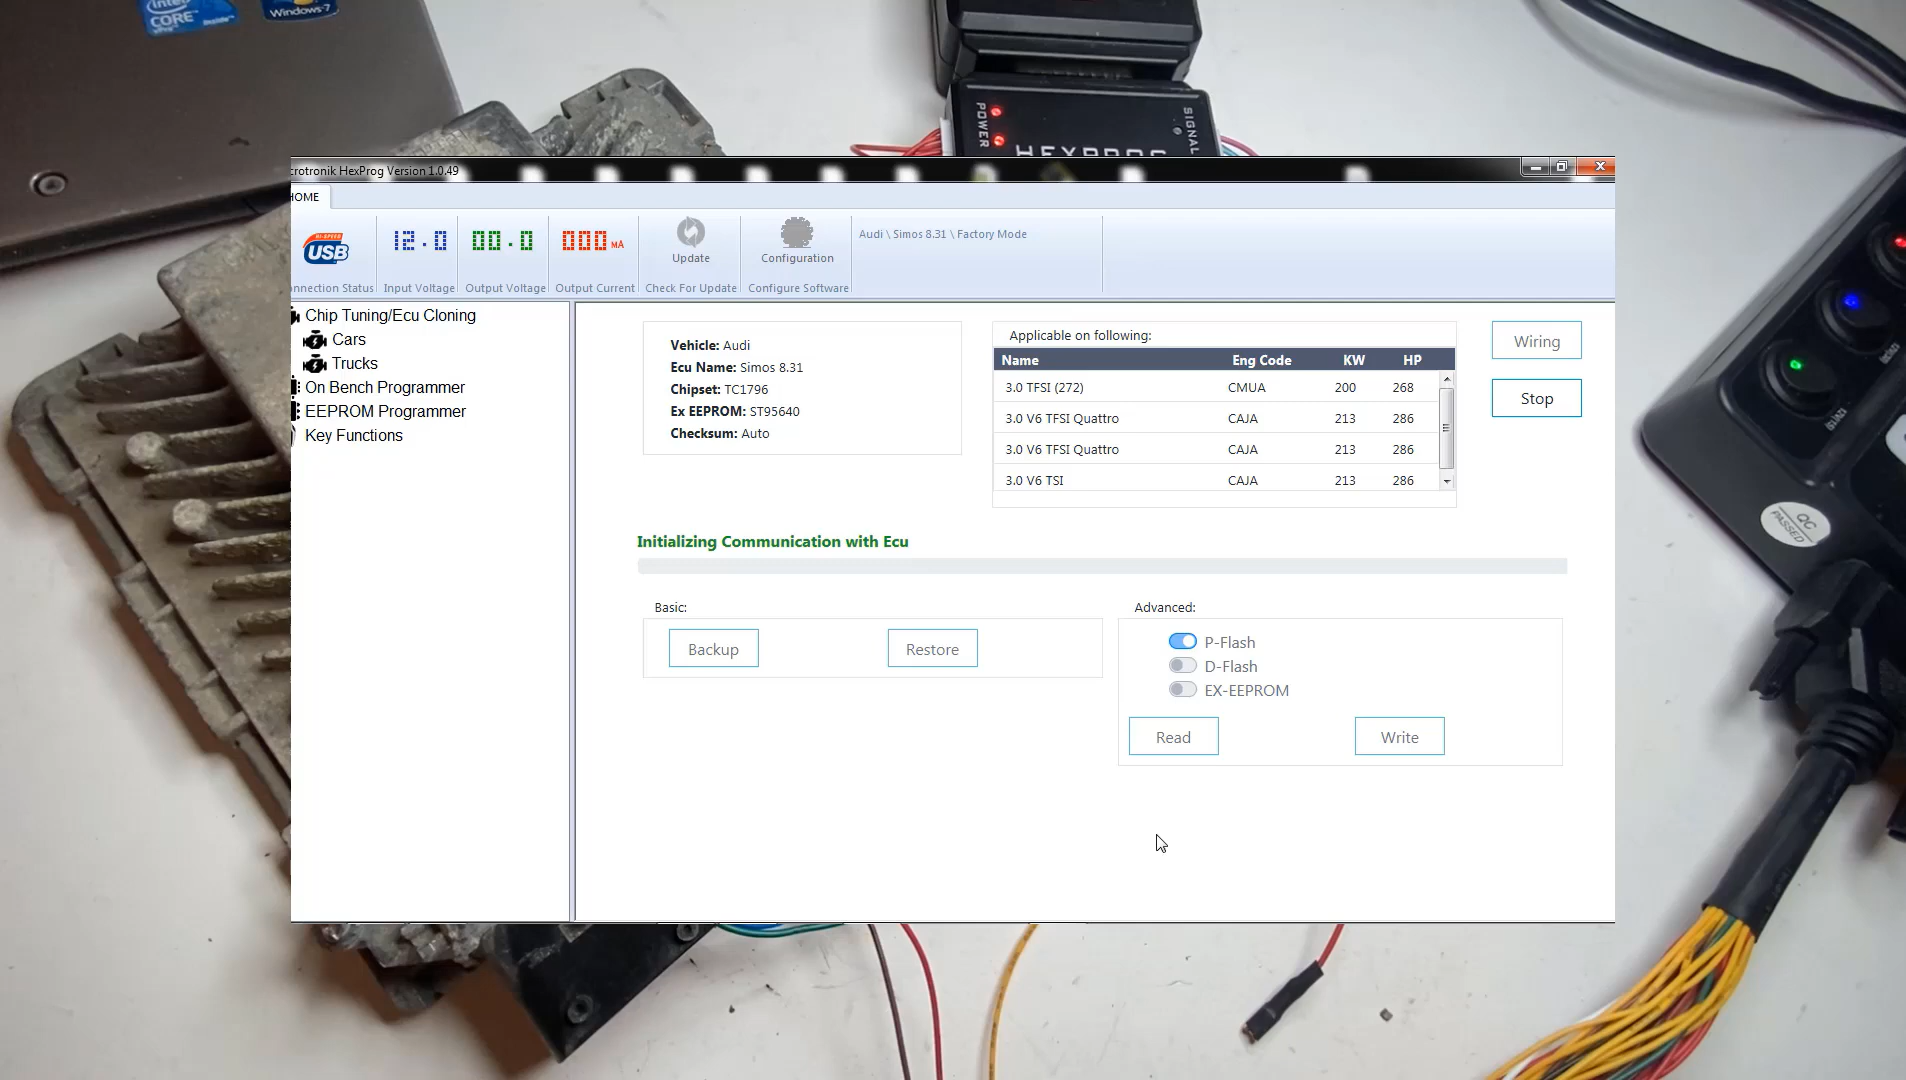 CORE
inside
Windows 7
POWER
SIGNAL
crotronik HexProg Version 1.0.49
HOME
HI-SPEED
USB
12.0
00.0
000 MA
Update
Configuration
Audi \ Simos 8.31 \ Factory Mode
nnection Status
Input Voltage
Output Voltage
Output Current
Check For Update
Configure Software
Chip Tuning/Ecu Cloning
Cars
Trucks
On Bench Programmer
EEPROM Programmer
Key Functions
Vehicle: Audi
Ecu Name: Simos 8.31
Chipset: TC1796
Ex EEPROM: ST95640
Checksum: Auto
Applicable on following:
Name Eng Code KW HP
3.0 TFSI (272) CMUA 200 268
3.0 V6 TFSI Quattro CAJA 213 286
3.0 V6 TFSI Quattro CAJA 213 286
3.0 V6 TSI CAJA 213 286
Wiring
Stop
Initializing Communication with Ecu
Basic:
Backup
Restore
Advanced:
P-Flash
D-Flash
EX-EEPROM
Read
Write
QC
PASSED